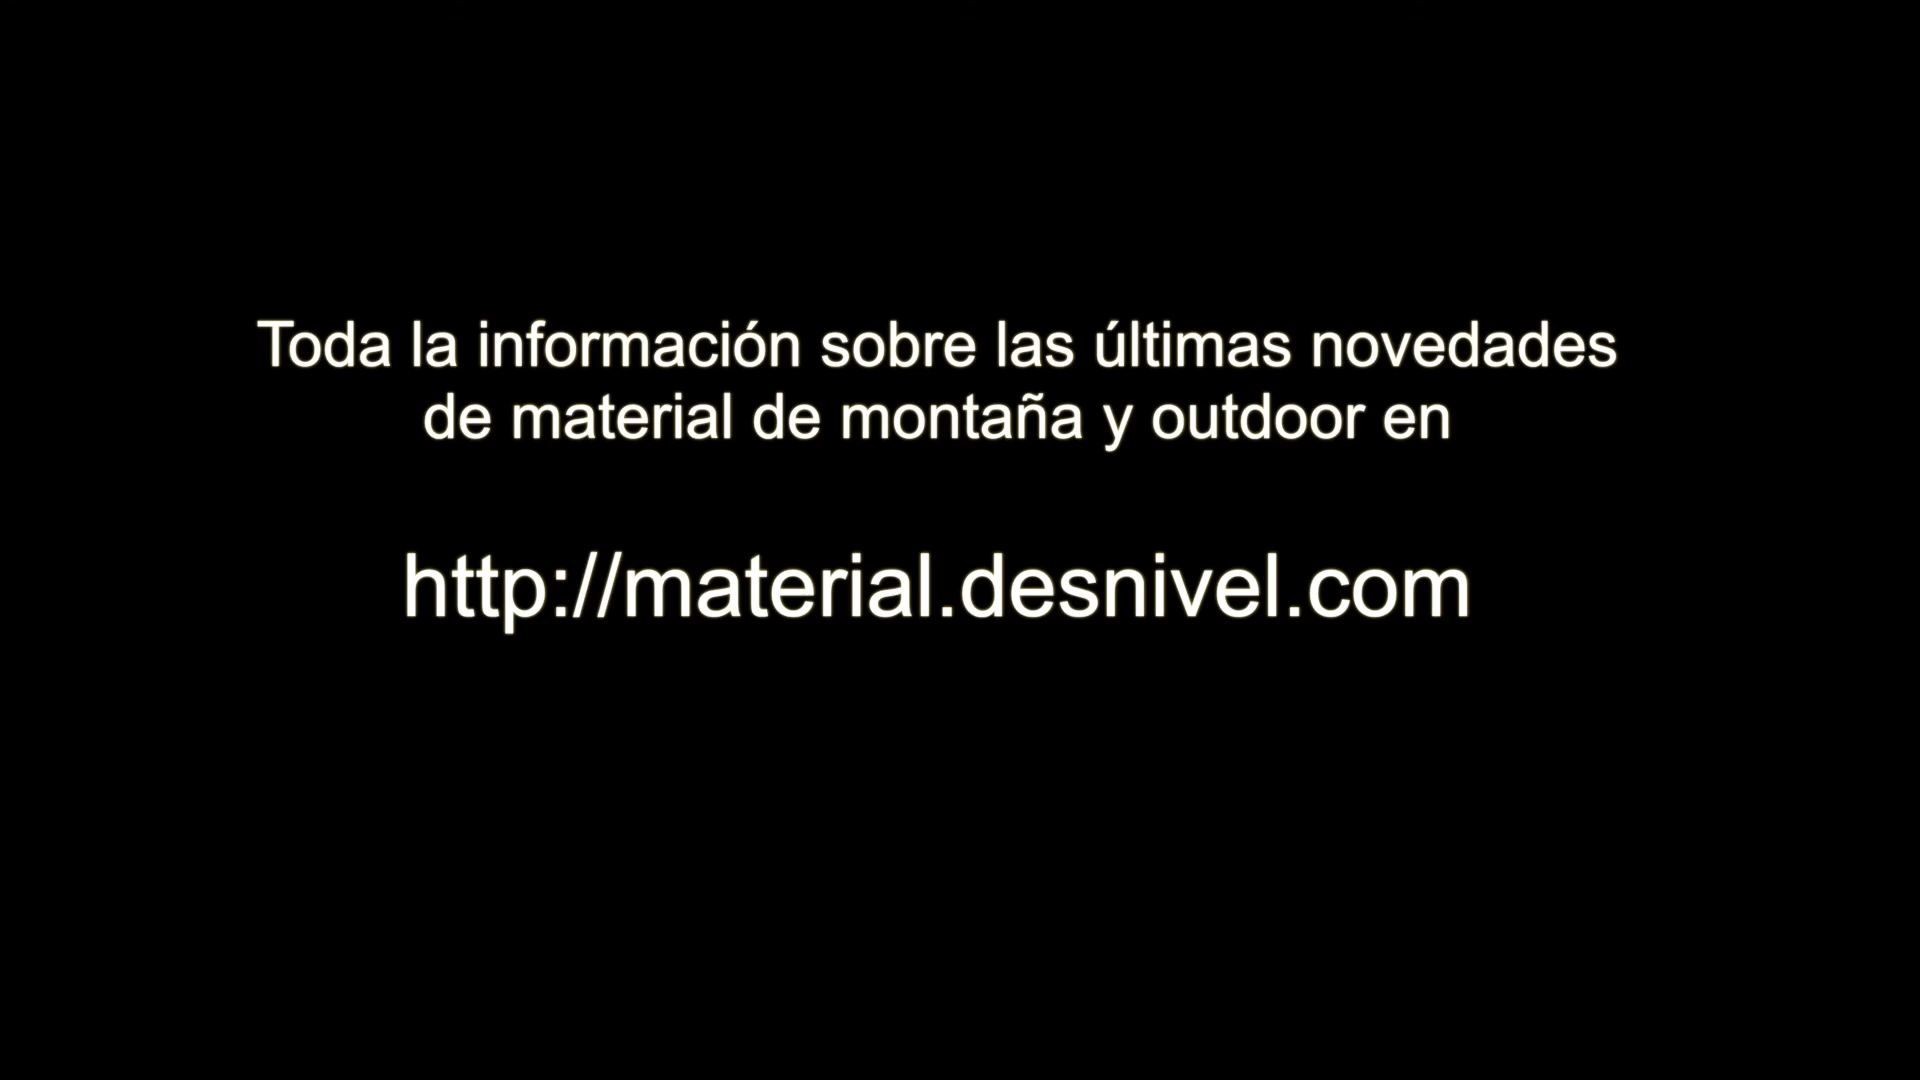 Toda la información sobre las últimas novedades
de material de montaña y outdoor en
http://material.desnivel.com